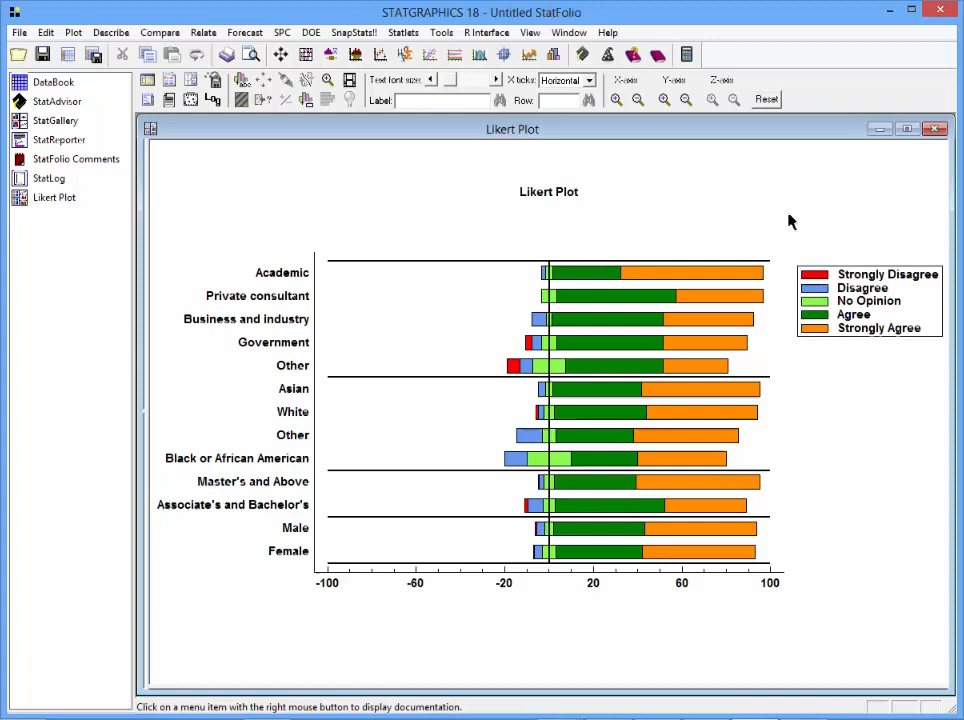 STATGRAPHICS 18 - Untitled StatFolio
File Edit Plot Describe Compare Relate Forecast SPC DOE SnapStats!! Statlets Tools R Interface View Window Help
Text font size: X ticks: Horizontal X-axis Y-axis Z-axis
Log Label: Row: Reset
DataBook
StatAdvisor
StatGallery
StatReporter
StatFolio Comments
StatLog
Likert Plot
Likert Plot
Likert Plot
Academic
Private consultant
Business and industry
Government
Other
Asian
White
Other
Black or African American
Master's and Above
Associate's and Bachelor's
Male
Female
-100 -60 -20 20 60 100
Strongly Disagree
Disagree
No Opinion
Agree
Strongly Agree
Click on a menu item with the right mouse button to display documentation.